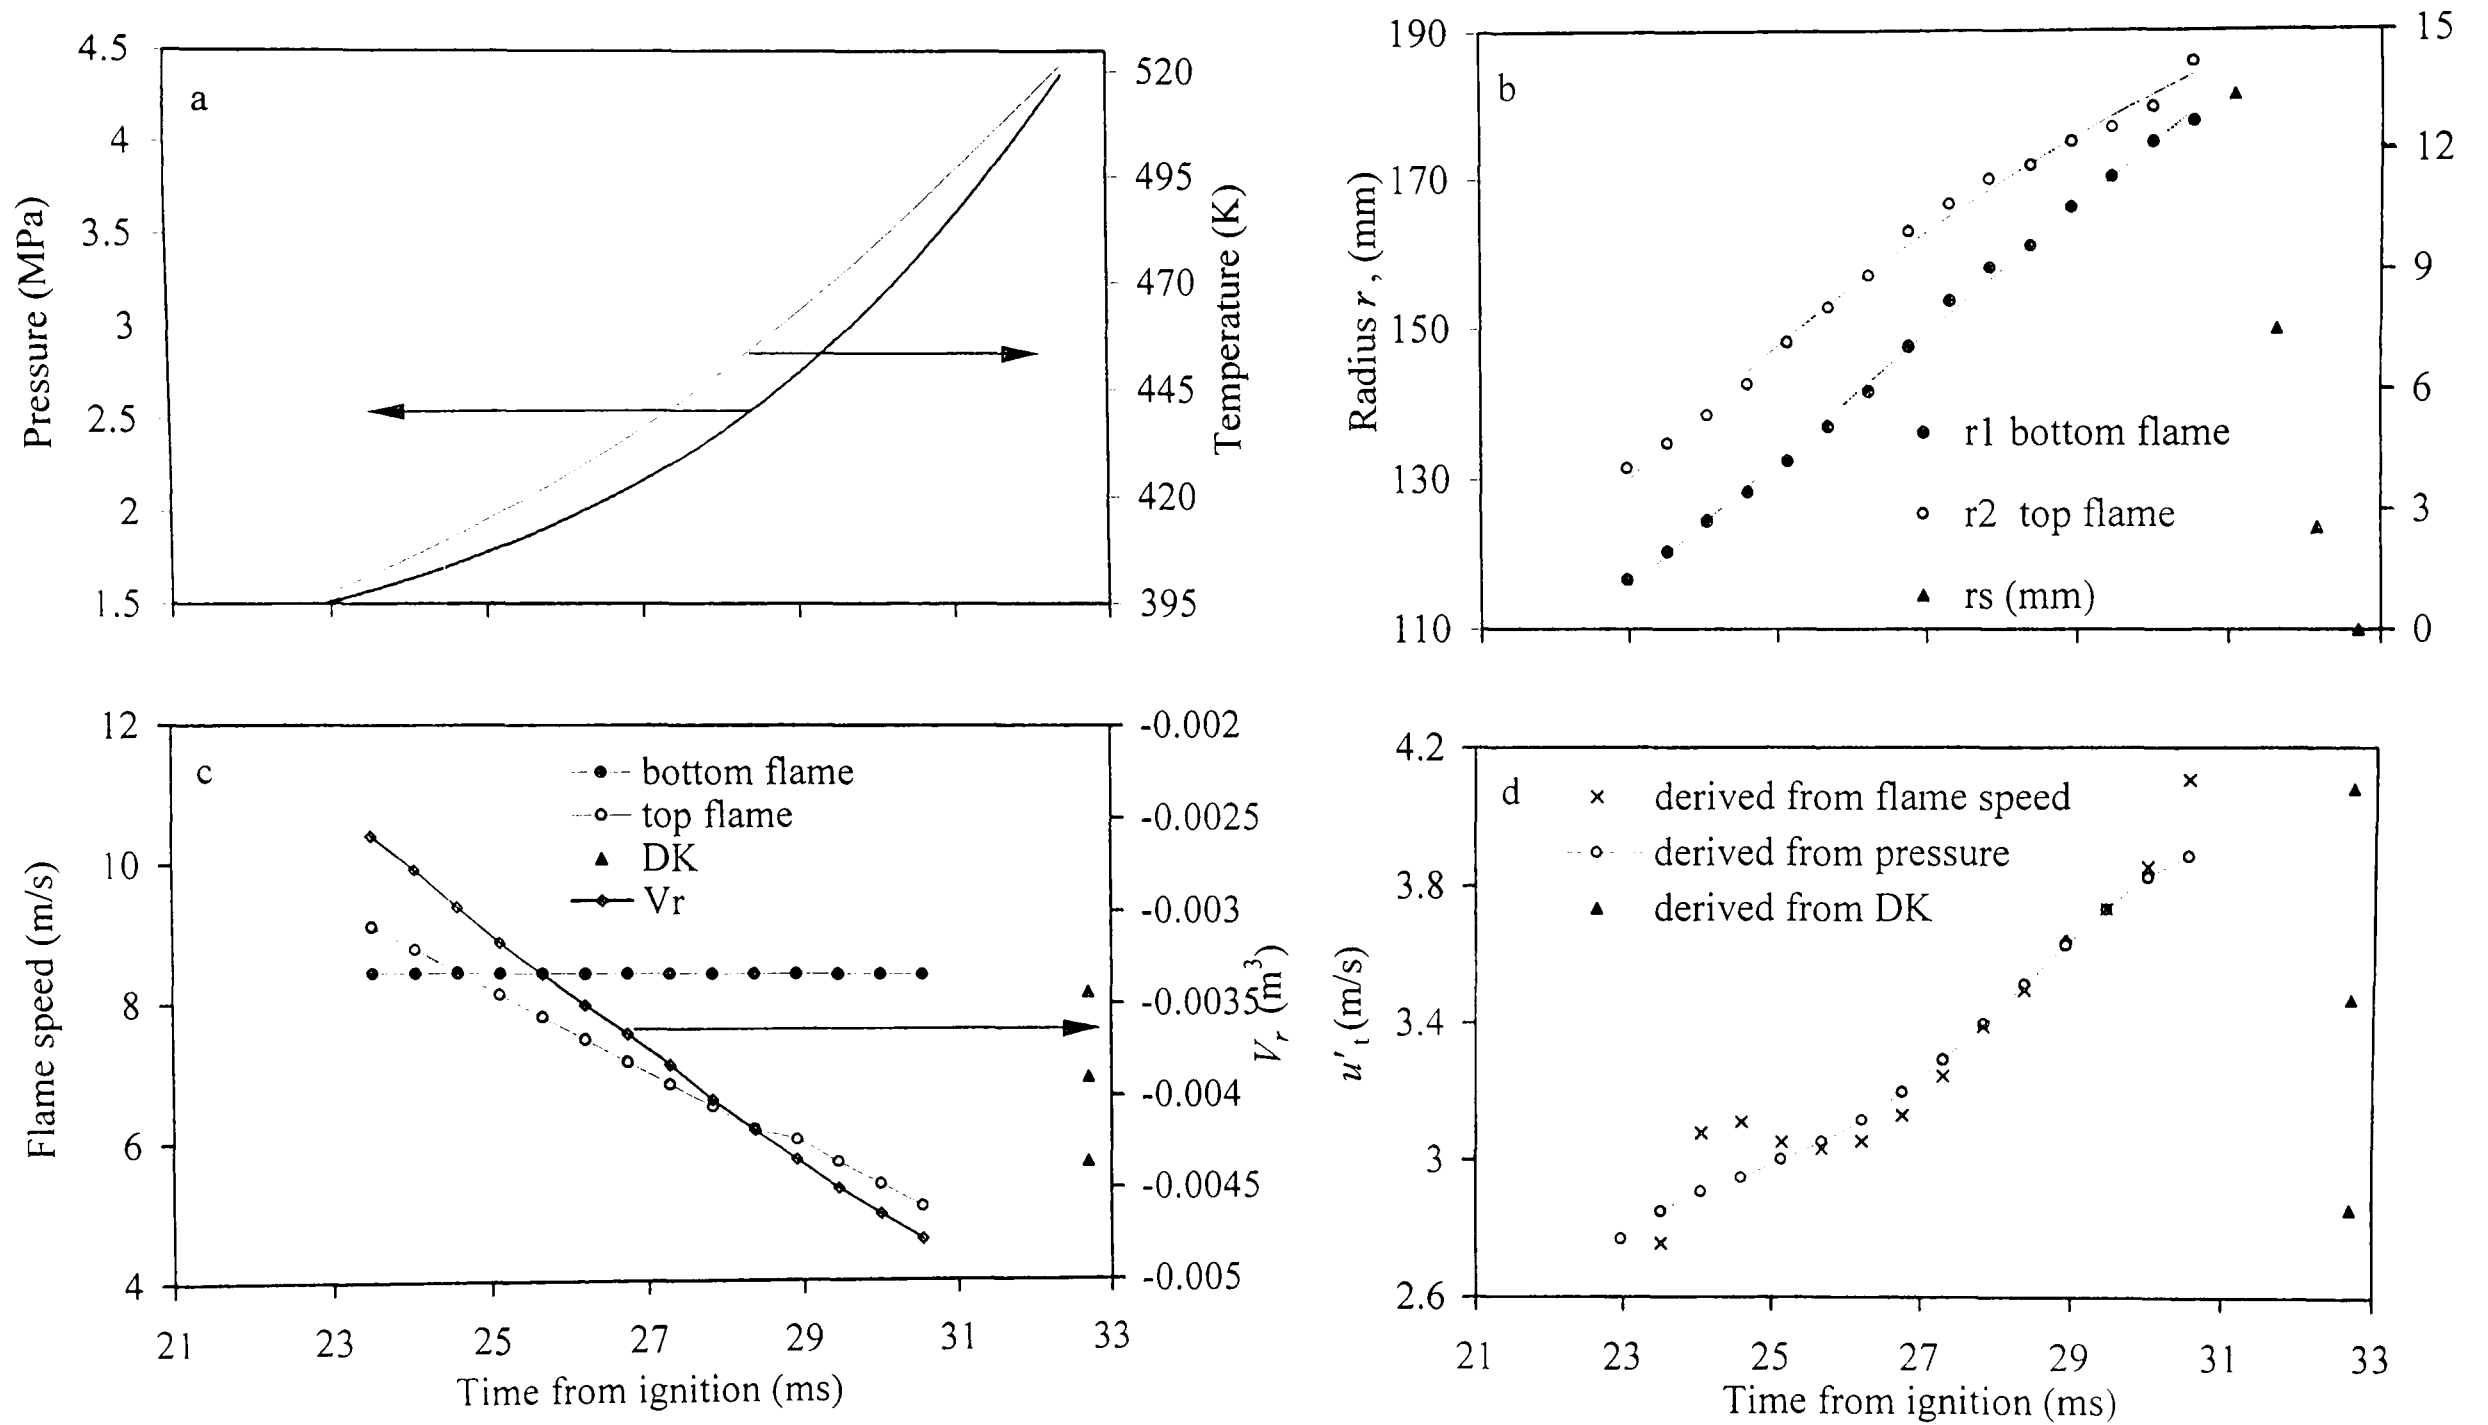 a
4.5
4
3.5
3
2.5
2
1.5
Pressure (MPa)
520
495
470
445
420
395
Temperature (K)
b
190
170
150
130
110
Radius r , (mm)
15
12
9
6
3
0
r1 bottom flame
r2 top flame
rs (mm)
c
12
10
8
6
4
Flame speed (m/s)
bottom flame
top flame
DK
Vr
-0.002
-0.0025
-0.003
-0.0035
-0.004
-0.0045
-0.005
Vr (m³)
21 23 25 27 29 31 33
Time from ignition (ms)
d
4.2
3.8
3.4
3
2.6
u't (m/s)
derived from flame speed
derived from pressure
derived from DK
21 23 25 27 29 31 33
Time from ignition (ms)